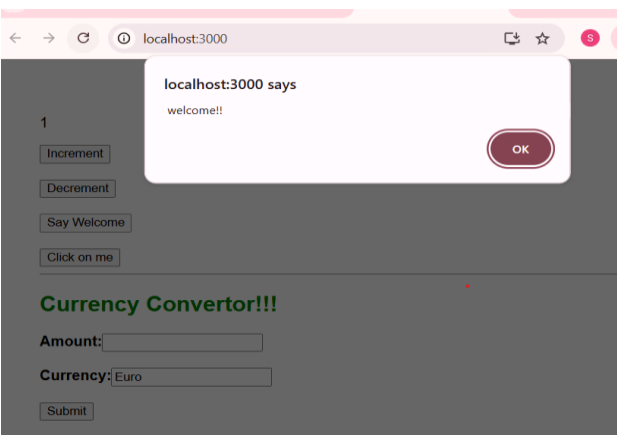 localhost:3000
S
localhost:3000 says
welcome!!
OK
1
Increment
Decrement
Say Welcome
Click on me
Currency Convertor!!!
Amount:
Currency: Euro
Submit